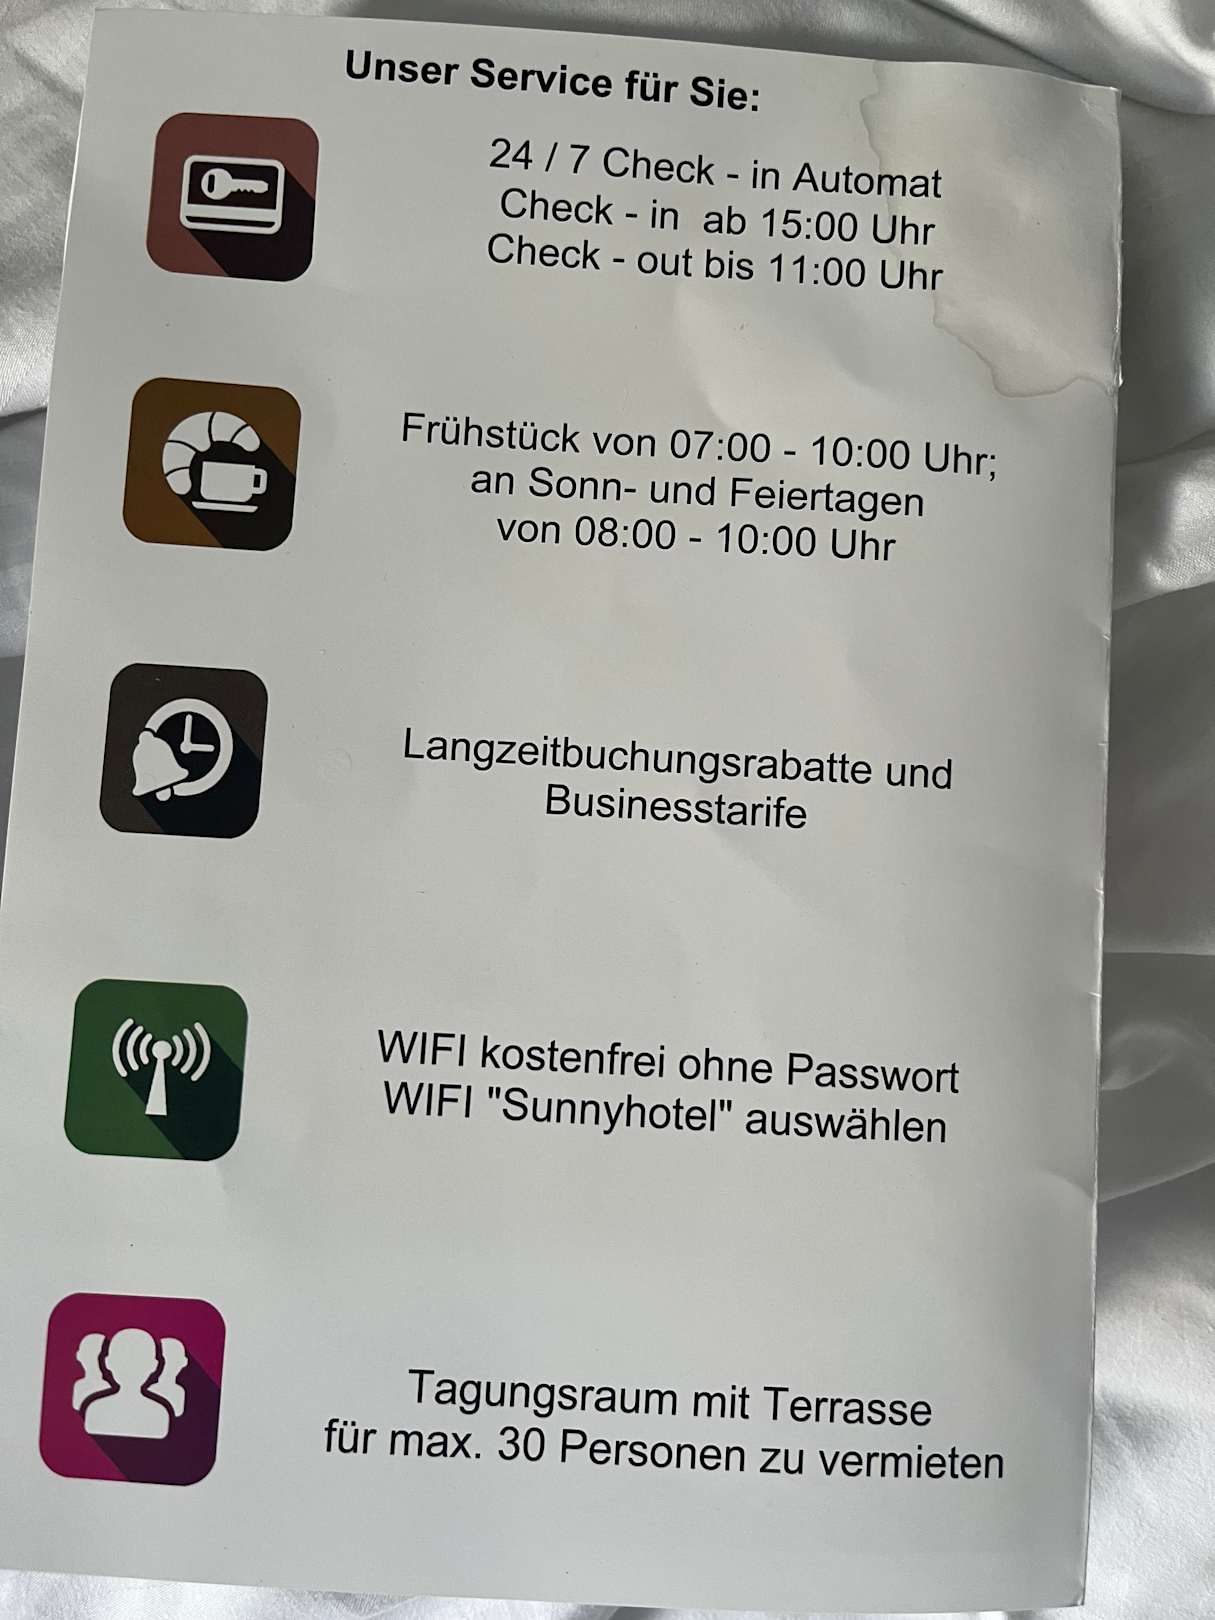 Unser Service für Sie:
24 / 7 Check - in Automat
Check - in ab 15:00 Uhr
Check - out bis 11:00 Uhr
Frühstück von 07:00 - 10:00 Uhr;
an Sonn- und Feiertagen
von 08:00 - 10:00 Uhr
Langzeitbuchungsrabatte und
Businesstarife
WIFI kostenfrei ohne Passwort
WIFI "Sunnyhotel" auswählen
Tagungsraum mit Terrasse
für max. 30 Personen zu vermieten